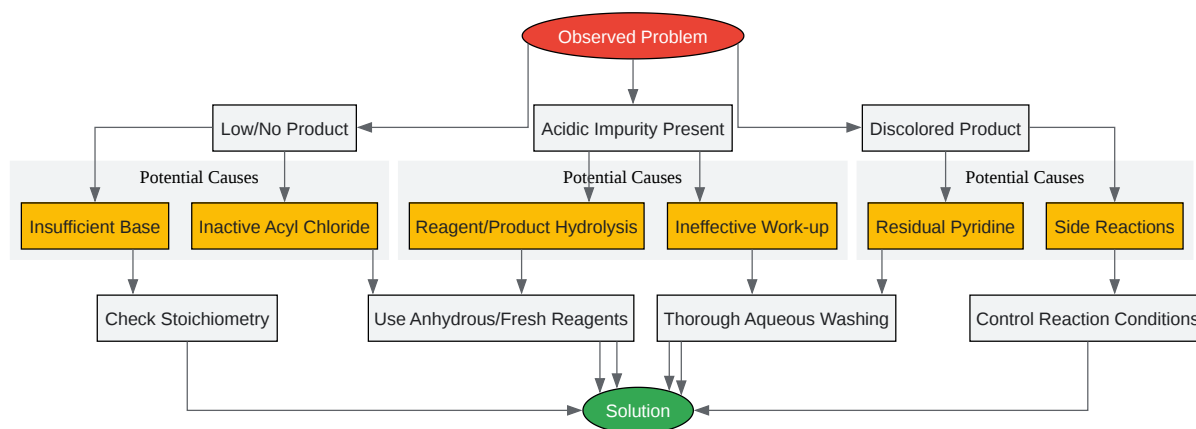 Observed Problem
Low/No Product
Acidic Impurity Present
Discolored Product
Potential Causes
Potential Causes
Potential Causes
Insufficient Base
Inactive Acyl Chloride
Reagent/Product Hydrolysis
Ineffective Work-up
Residual Pyridine
Side Reactions
Check Stoichiometry
Use Anhydrous/Fresh Reagents
Thorough Aqueous Washing
Control Reaction Conditions
Solution